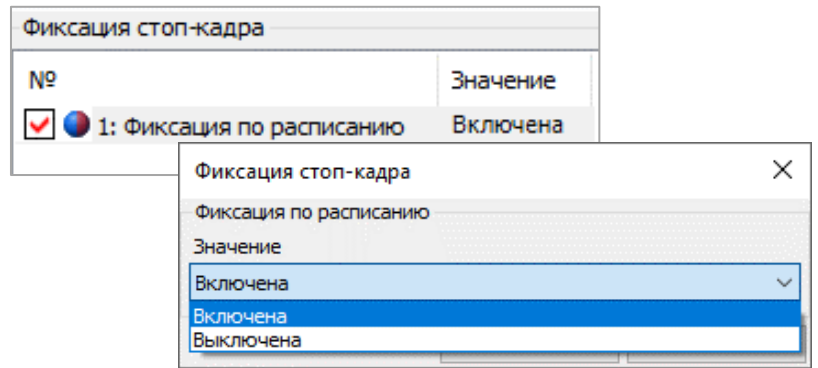 Фиксация стоп-кадра
№ Значение
1: Фиксация по расписанию Включена
Фиксация стоп-кадра
Фиксация по расписанию
Значение
Включена
Включена
Выключена